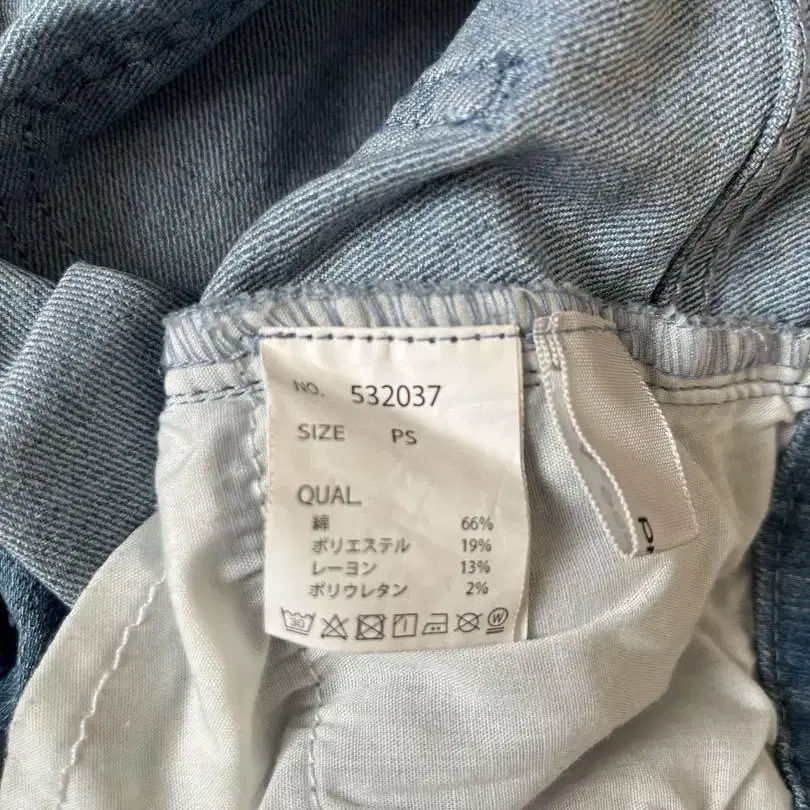 NO. 532037
SIZE PS
QUAL.
綿 66%
ポリエステル 19%
レーヨン 13%
ポリウレタン 2%
30 W